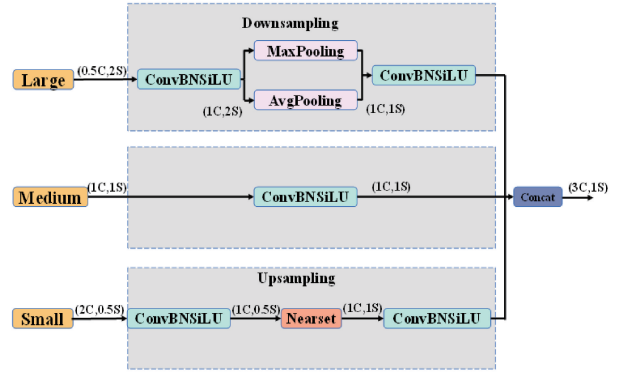 Downsampling
MaxPooling
Large
(0.5C,2S)
ConvBNSiLU
ConvBNSiLU
AvgPooling
(1C,2S)
(1C,1S)
Medium
(1C,1S)
ConvBNSiLU
(1C,1S)
Concat
(3C,1S)
Upsampling
Small
(2C,0.5S)
ConvBNSiLU
(1C,0.5S)
Nearset
(1C,1S)
ConvBNSiLU